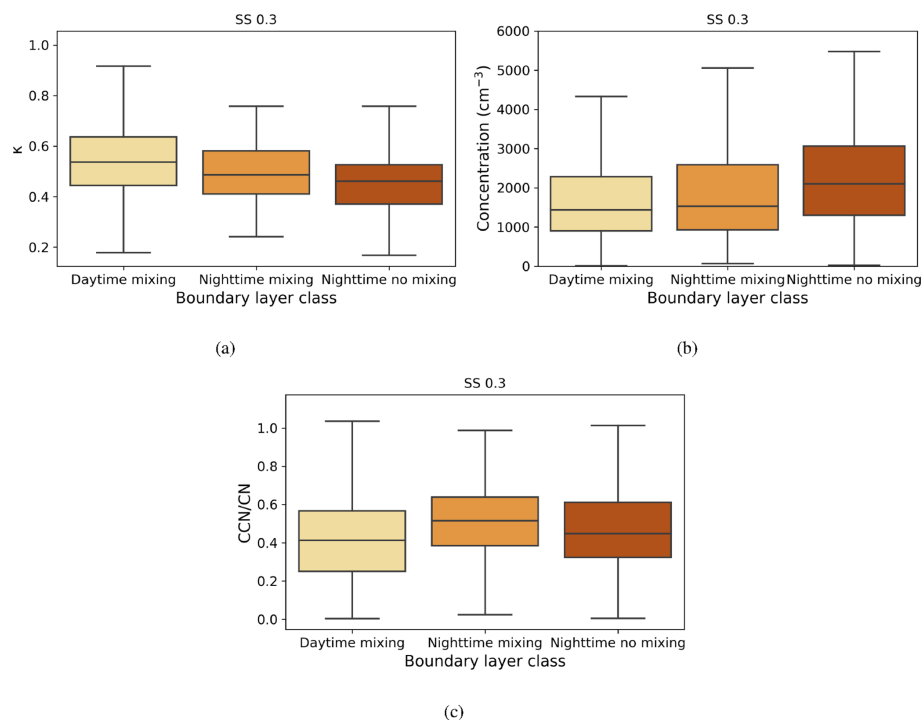 SS 0.3
1.0
0.8
0.6
0.4
0.2
κ
Daytime mixing Nighttime mixing Nighttime no mixing
Boundary layer class
(a)
SS 0.3
6000
5000
4000
3000
2000
1000
0
Concentration (cm⁻³)
Daytime mixing Nighttime mixing Nighttime no mixing
Boundary layer class
(b)
SS 0.3
1.0
0.8
0.6
0.4
0.2
0.0
CCN/CN
Daytime mixing Nighttime mixing Nighttime no mixing
Boundary layer class
(c)